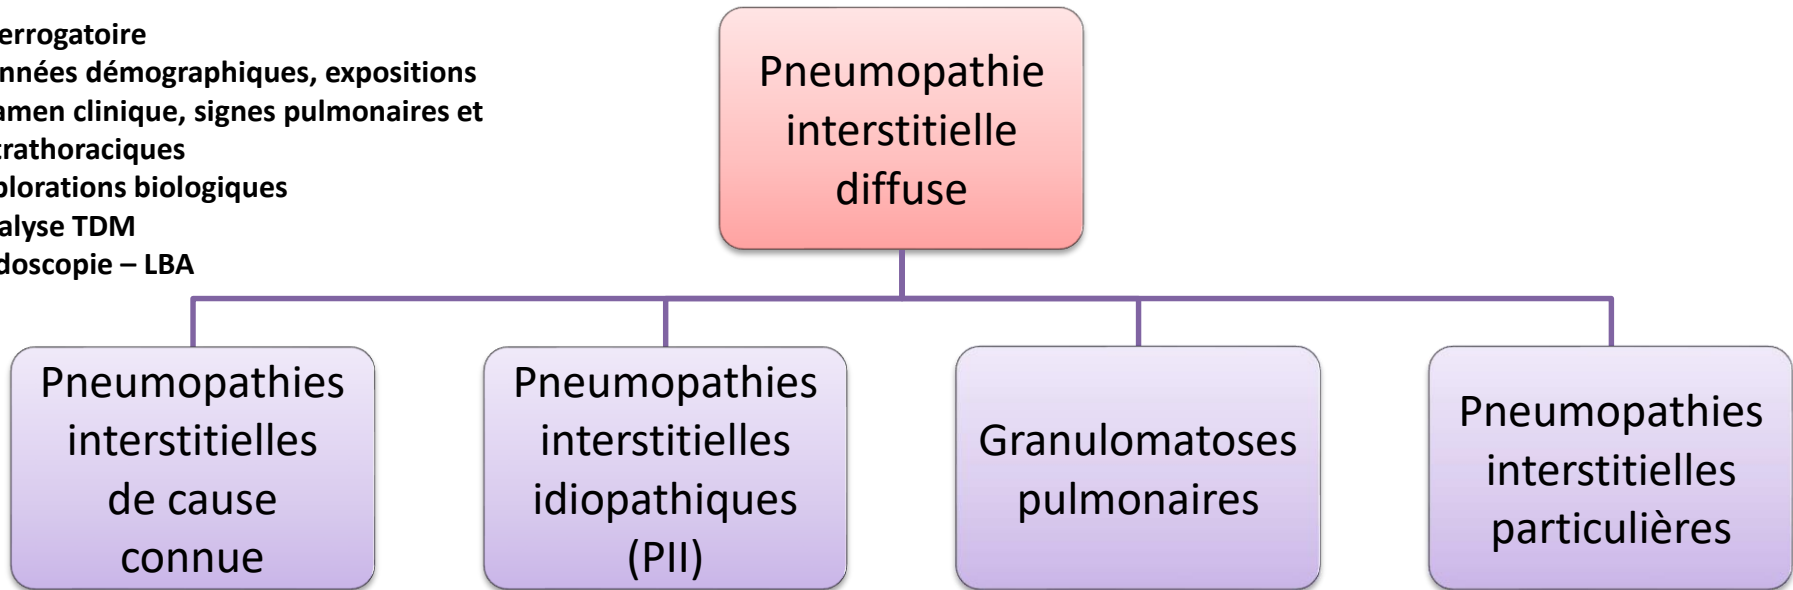 errogatoire
nnées démographiques, expositions
amen clinique, signes pulmonaires et
trathoraciques
plorations biologiques
alyse TDM
doscopie – LBA
Pneumopathie
interstitielle
diffuse
Pneumopathies
interstitielles
de cause
connue
Pneumopathies
interstitielles
idiopathiques
(PII)
Granulomatoses
pulmonaires
Pneumopathies
interstitielles
particulières